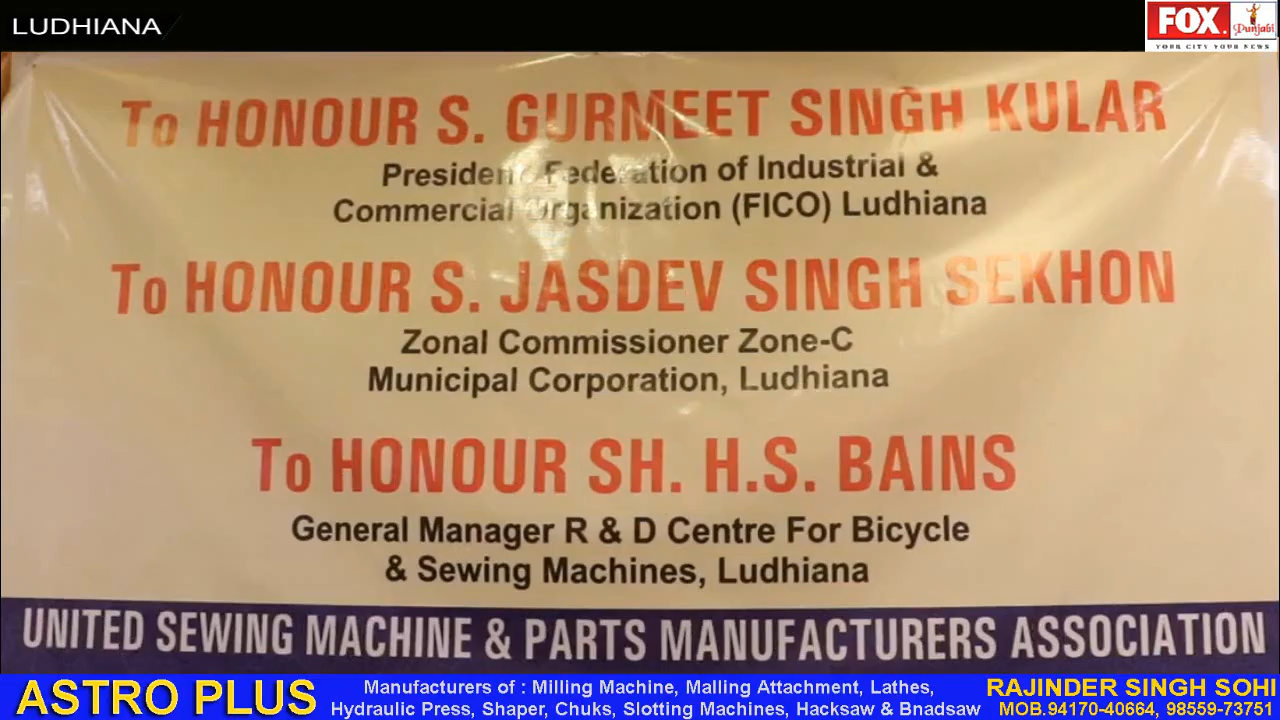 LUDHIANA
FOX.
Punjabi
YOUR CITY YOUR NEWS
To HONOUR S. GURMEET SINGH KULAR
President Federation of Industrial &
Commercial Organization (FICO) Ludhiana
To HONOUR S. JASDEV SINGH SEKHON
Zonal Commissioner Zone-C
Municipal Corporation, Ludhiana
To HONOUR SH. H.S. BAINS
General Manager R & D Centre For Bicycle
& Sewing Machines, Ludhiana
UNITED SEWING MACHINE & PARTS MANUFACTURERS ASSOCIATION
ASTRO PLUS
Manufacturers of : Milling Machine, Malling Attachment, Lathes,
Hydraulic Press, Shaper, Chuks, Slotting Machines, Hacksaw & Bnadsaw
RAJINDER SINGH SOHI
MOB.94170-40664, 98559-73751